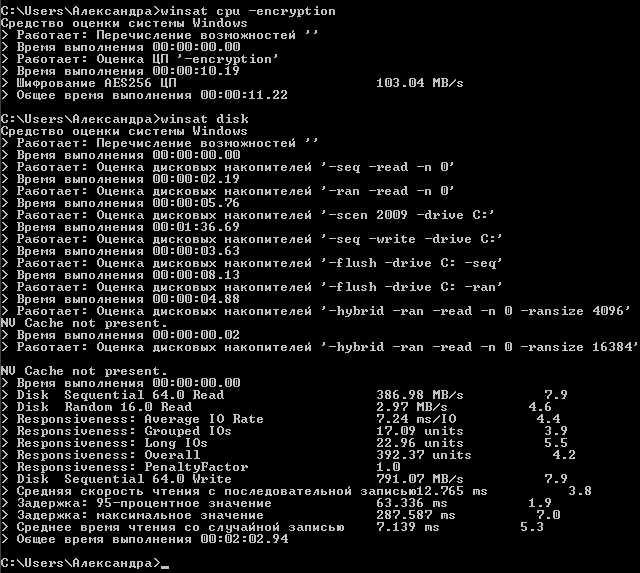 C:\Users\Александра>winsat cpu -encryption
Средство оценки системы Windows
> Работает: Перечисление возможностей ''
> Время выполнения 00:00:00.00
> Работает: Оценка ЦП '-encryption'
> Время выполнения 00:00:10.19
> Шифрование AES256 ЦП 103.04 MB/s
> Общее время выполнения 00:00:11.22
C:\Users\Александра>winsat disk
Средство оценки системы Windows
> Работает: Перечисление возможностей ''
> Время выполнения 00:00:00.00
> Работает: Оценка дисковых накопителей '-seq -read -n 0'
> Время выполнения 00:00:02.19
> Работает: Оценка дисковых накопителей '-ran -read -n 0'
> Время выполнения 00:00:05.76
> Работает: Оценка дисковых накопителей '-scen 2009 -drive C:'
> Время выполнения 00:01:36.69
> Работает: Оценка дисковых накопителей '-seq -write -drive C:'
> Время выполнения 00:00:03.63
> Работает: Оценка дисковых накопителей '-flush -drive C: -seq'
> Время выполнения 00:00:08.13
> Работает: Оценка дисковых накопителей '-flush -drive C: -ran'
> Время выполнения 00:00:04.88
> Работает: Оценка дисковых накопителей '-hybrid -ran -read -n 0 -ransize 4096'
NV Cache not present.
> Время выполнения 00:00:00.02
> Работает: Оценка дисковых накопителей '-hybrid -ran -read -n 0 -ransize 16384'
NV Cache not present.
> Время выполнения 00:00:00.00
> Disk Sequential 64.0 Read 386.98 MB/s 7.9
> Disk Random 16.0 Read 2.97 MB/s 4.6
> Responsiveness: Average IO Rate 7.24 ms/IO 4.4
> Responsiveness: Grouped IOs 17.09 units 3.9
> Responsiveness: Long IOs 22.96 units 5.5
> Responsiveness: Overall 392.37 units 4.2
> Responsiveness: PenaltyFactor 1.0
> Disk Sequential 64.0 Write 791.07 MB/s 7.9
> Средняя скорость чтения с последовательной записью12.765 ms 3.8
> Задержка: 95-процентное значение 63.336 ms 1.9
> Задержка: максимальное значение 287.587 ms 7.0
> Среднее время чтения со случайной записью 7.139 ms 5.3
> Общее время выполнения 00:02:02.94
C:\Users\Александра>_